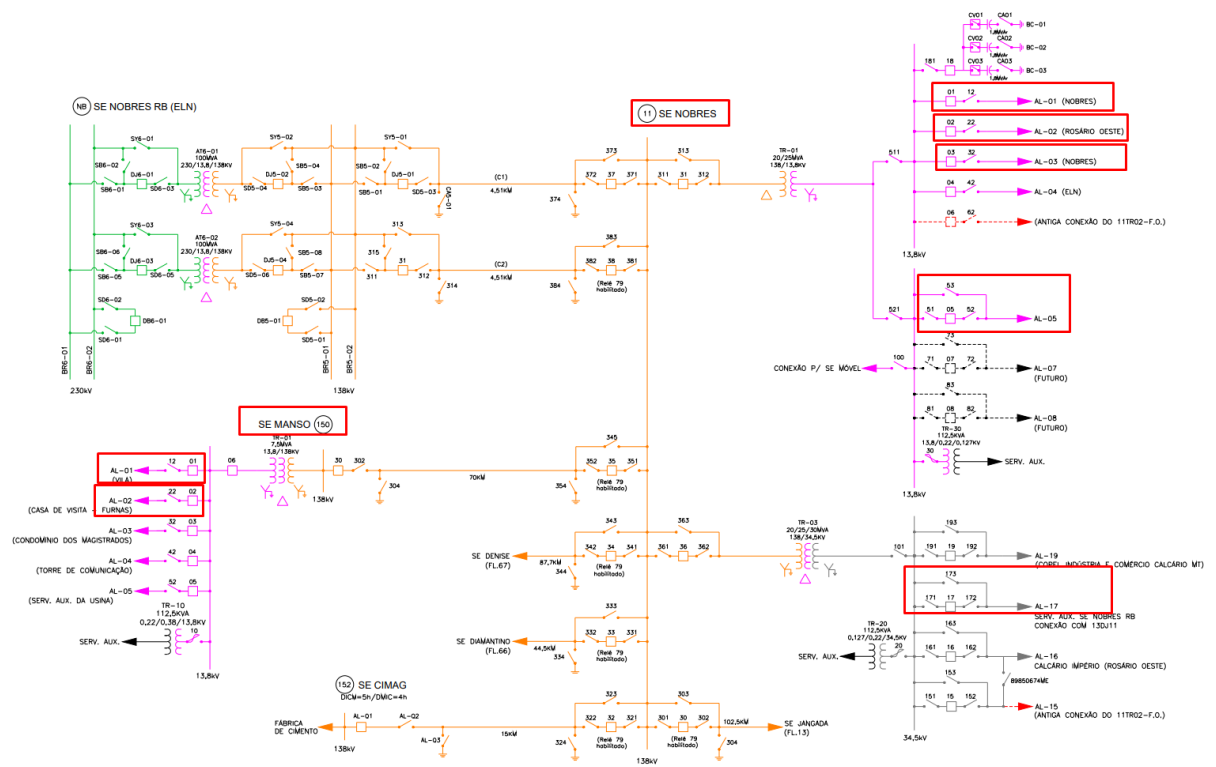 CV01 CA01
BC-01
1,8MVAr
CV02 CA02
BC-02
1,8MVAr
CV03 CA03
BC-03
1,8MVAr
181 18
NB SE NOBRES RB (ELN)
11 SE NOBRES
01 12
AL-01 (NOBRES)
02 22
AL-02 (ROSÁRIO OESTE)
03 32
AL-03 (NOBRES)
04 42
AL-04 (ELN)
06 62
(ANTIGA CONEXÃO DO 11TR02-F.O.)
13,8kV
511
SY6-01
SB6-02
DJ6-01
SB6-01 SD6-03
AT6-01
100MVA
230/13,8/138KV
SY5-02
DJ5-02
SB5-04
SD5-04 SB5-03
SY5-01
SB5-02
DJ5-01
SB5-01 SD5-03
CA5-01
(C1)
4,51KM
374
373
372 37 371
313
311 31 312
TR-01
20/25MVA
138/13,8KV
SY6-03
SB6-06
DJ6-03
SB6-05 SD6-05
AT6-02
100MVA
230/13,8/138KV
SY5-04
DJ5-04
SB5-08
SD5-06 SB5-07
313
315
311 31 312
314
(C2)
4,51KM
384
383
382 38 381
(Relé 79
habilitado)
SD6-02
DB6-01
SD6-01
SD5-02
DB5-01
SD5-01
BR6-01
BR6-02
BR5-01
BR5-02
230kV
138kV
521
53
51 05 52
AL-05
73
71 07 72
AL-07
(FUTURO)
CONEXÃO P/ SE MÓVEL
100
83
81 08 82
AL-08
(FUTURO)
TR-30
112,5KVA
13,8/0,22/0,127KV
30
SERV. AUX.
13,8kV
SE MANSO 150
TR-01
7,5MVA
13,8/138KV
12 01
AL-01
(VILA)
06
30 302
138kV
304
70KM
354
345
352 35 351
(Relé 79
habilitado)
22 02
AL-02
(CASA DE VISITA - FURNAS)
32 03
AL-03
(CONDOMÍNIO DOS MAGISTRADOS)
42 04
AL-04
(TORRE DE COMUNICAÇÃO)
52 05
AL-05
(SERV. AUX. DA USINA)
TR-10
112,5KVA
0,22/0,38/13,8KV
10
SERV. AUX.
13,8kV
SE DENISE
(FL.67)
87,7KM
344
343
342 34 341
(Relé 79
habilitado)
363
361 36 362
TR-03
20/25/30MVA
138/34,5KV
101
193
191 19 192
AL-19
(COPEL INDÚSTRIA E COMÉRCIO CALCÁRIO MT)
173
171 17 172
AL-17
SERV. AUX. SE NOBRES RB
CONEXÃO COM 13DJ11
SE DIAMANTINO
(FL.66)
44,5KM
334
333
332 33 331
(Relé 79
habilitado)
TR-20
112,5KVA
0,127/0,22/34,5KV
20
SERV. AUX.
163
161 16 162
AL-16
CALCÁRIO IMPÉRIO (ROSÁRIO OESTE)
89850674ME
153
151 15 152
AL-15
(ANTIGA CONEXÃO DO 11TR02-F.O.)
34,5kV
152 SE CIMAG
DICM=5h/DMIC=4h
FÁBRICA
DE CIMENTO
AL-Q1 AL-Q2
AL-Q3
138kV
15KM
324
323
322 32 321
(Relé 79
habilitado)
303
301 30 302
(Relé 79
habilitado)
102,5KM
304
SE JANGADA
(FL.13)
138kV